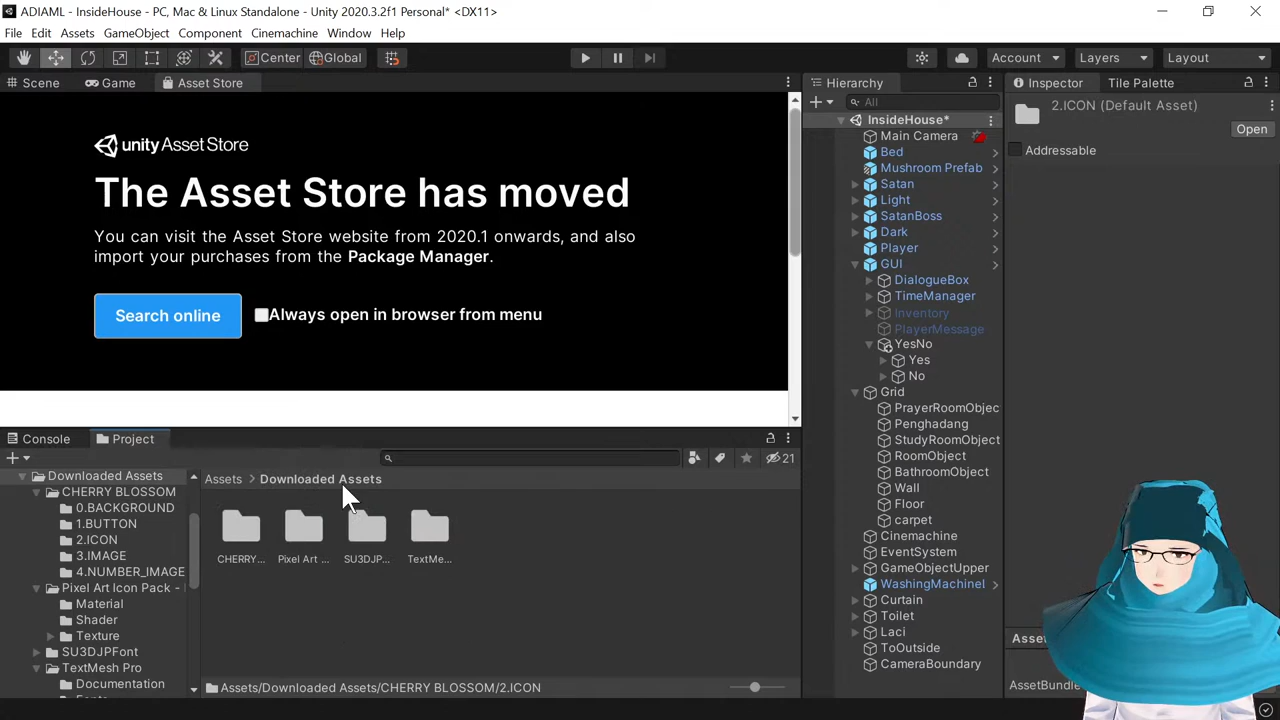 ADIAML - InsideHouse - PC, Mac & Linux Standalone - Unity 2020.3.2f1 Personal* <DX11>
File Edit Assets GameObject Component Cinemachine Window Help
Center Global Account Layers Layout
Scene Game Asset Store
unity Asset Store
The Asset Store has moved
You can visit the Asset Store website from 2020.1 onwards, and also
import your purchases from the Package Manager.
Search online Always open in browser from menu
Console Project
21
Downloaded Assets
CHERRY BLOSSOM
0.BACKGROUND
1.BUTTON
2.ICON
3.IMAGE
4.NUMBER_IMAGE
Pixel Art Icon Pack -
Material
Shader
Texture
SU3DJPFont
TextMesh Pro
Documentation
Assets > Downloaded Assets
CHERRY... Pixel Art ... SU3DJP... TextMe...
Assets/Downloaded Assets/CHERRY BLOSSOM/2.ICON
Hierarchy
All
InsideHouse*
Main Camera
Bed
Mushroom Prefab
Satan
Light
SatanBoss
Dark
Player
GUI
DialogueBox
TimeManager
Inventory
PlayerMessage
YesNo
Yes
No
Grid
PrayerRoomObjec
Penghadang
StudyRoomObject
RoomObject
BathroomObject
Wall
Floor
carpet
Cinemachine
EventSystem
GameObjectUpper
WashingMachinel
Curtain
Toilet
Laci
ToOutside
CameraBoundary
Inspector Tile Palette
2.ICON (Default Asset)
Open
Addressable
Asse
AssetBundle